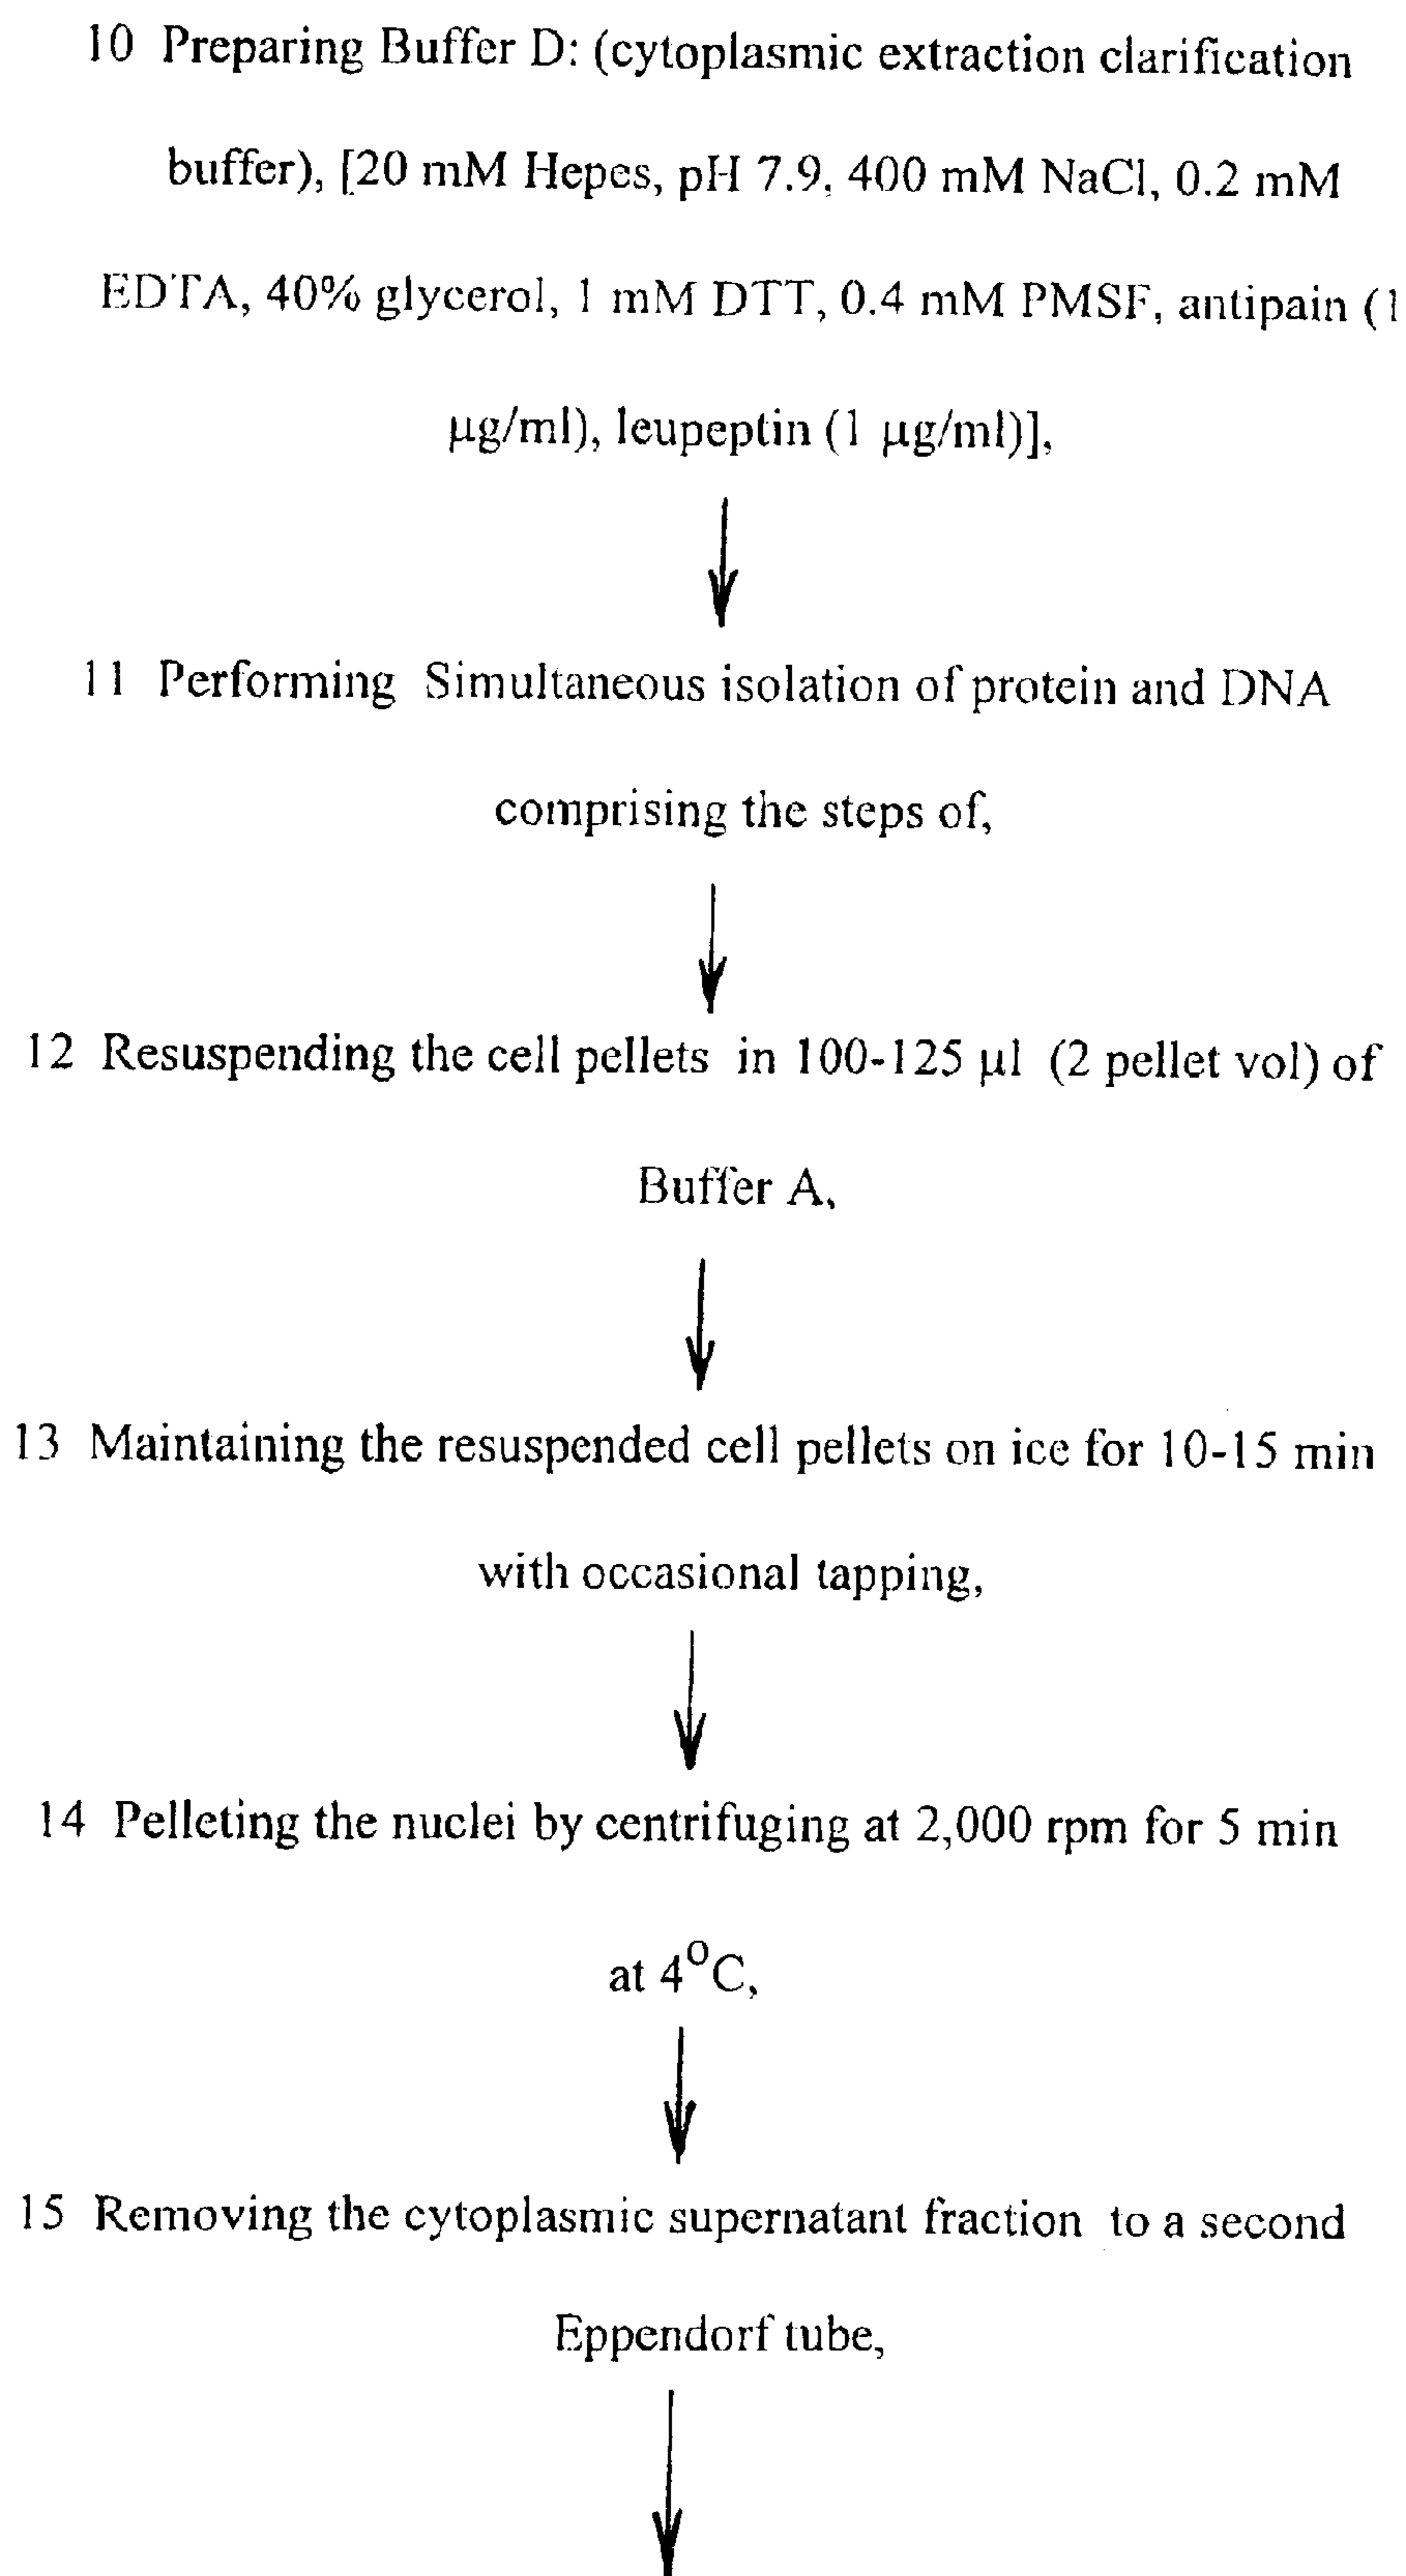 10 Preparing Buffer D: (cytoplasmic extraction clarification
buffer), [20 mM Hepes, pH 7.9, 400 mM NaCl, 0.2 mM
EDTA, 40% glycerol, 1 mM DTT, 0.4 mM PMSF, antipain (1
µg/ml), leupeptin (1 µg/ml)],
11 Performing Simultaneous isolation of protein and DNA
comprising the steps of,
12 Resuspending the cell pellets in 100-125 µl (2 pellet vol) of
Buffer A,
13 Maintaining the resuspended cell pellets on ice for 10-15 min
with occasional tapping,
14 Pelleting the nuclei by centrifuging at 2,000 rpm for 5 min
at 4°C,
15 Removing the cytoplasmic supernatant fraction to a second
Eppendorf tube,